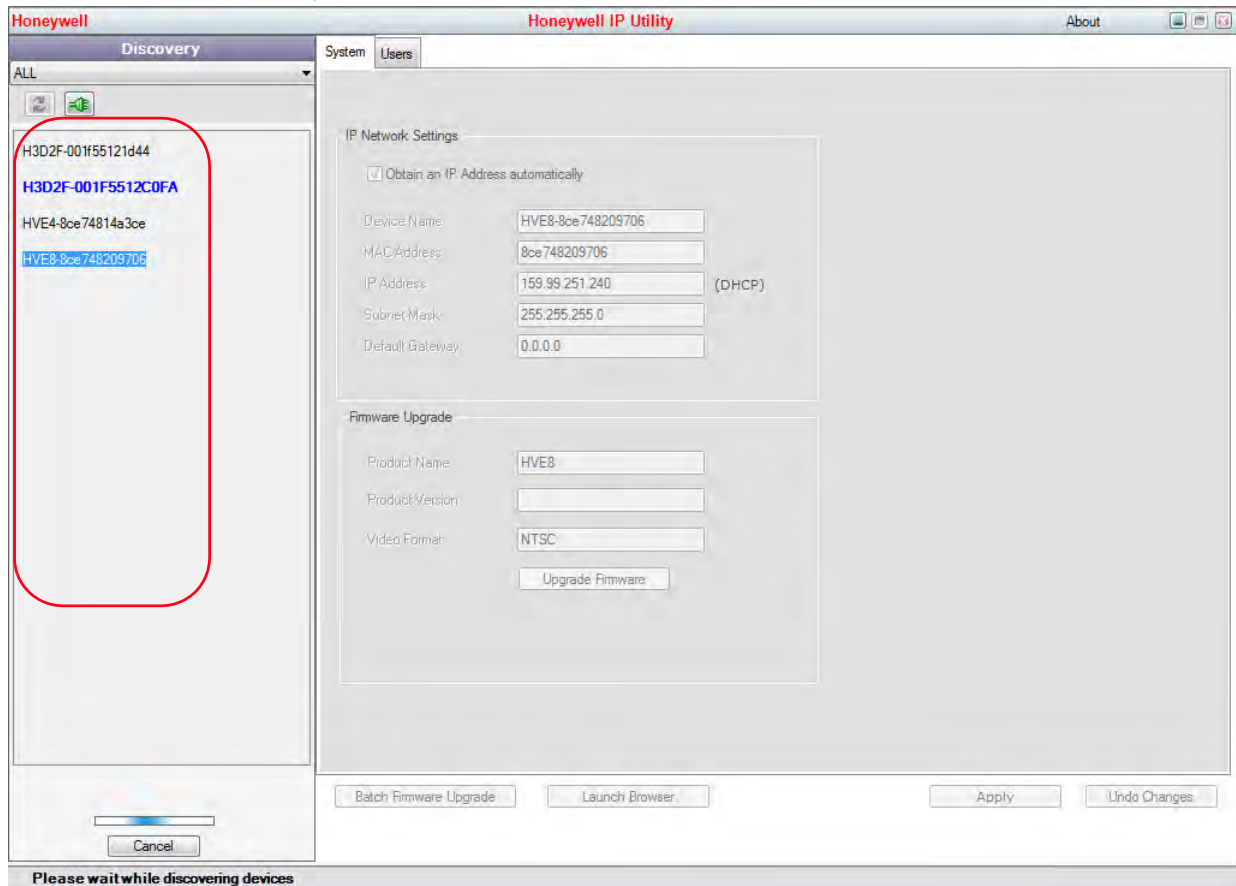 Honeywell
Honeywell IP Utility
About
Discovery
ALL
H3D2F-001f55121d44
H3D2F-001F5512C0FA
HVE4-8ce74814a3ce
HVE8-8ce748209706
Cancel
Please wait while discovering devices
System
Users
IP Network Settings
Obtain an IP Address automatically
Device Name HVE8-8ce748209706
MAC Address 8ce748209706
IP Address 159.99.251.240 (DHCP)
Subnet Mask 255.255.255.0
Default Gateway 0.0.0.0
Firmware Upgrade
Product Name HVE8
Product Version
Video Format NTSC
Upgrade Firmware
Batch Firmware Upgrade
Launch Browser
Apply
Undo Changes